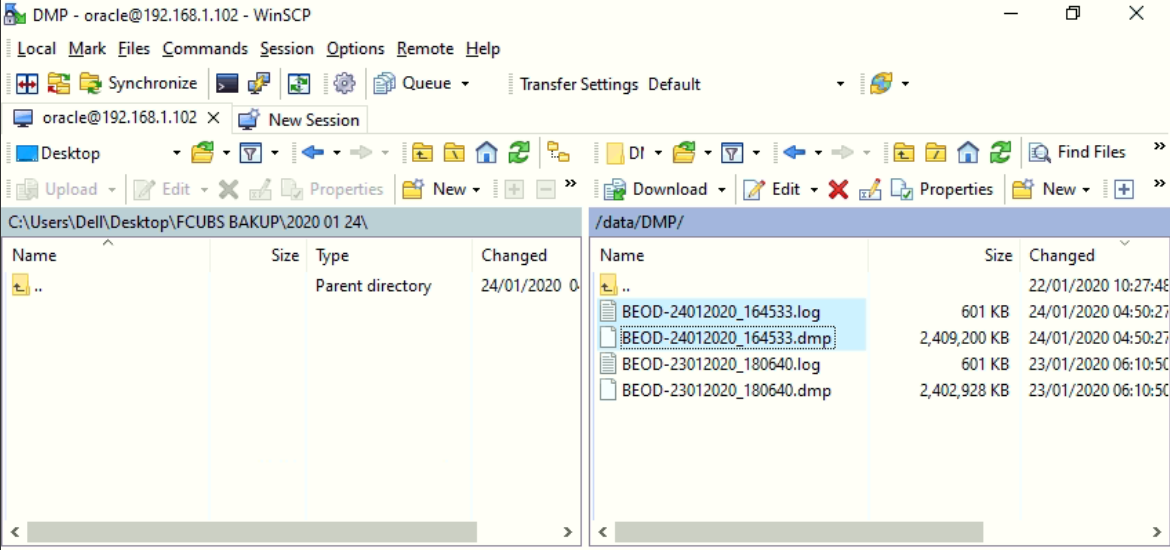 DMP - oracle@192.168.1.102 - WinSCP
Local Mark Files Commands Session Options Remote Help
Synchronize Queue Transfer Settings Default
oracle@192.168.1.102 New Session
Desktop Find Files
Upload Edit Properties New Download Edit Properties New
C:\Users\Dell\Desktop\FCUBS BAKUP\2020 01 24\ /data/DMP/
Name Size Type Changed Name Size Changed
.. Parent directory 24/01/2020 .. 22/01/2020 10:27:48
BEOD-24012020_164533.log 601 KB 24/01/2020 04:50:27
BEOD-24012020_164533.dmp 2,409,200 KB 24/01/2020 04:50:27
BEOD-23012020_180640.log 601 KB 23/01/2020 06:10:50
BEOD-23012020_180640.dmp 2,402,928 KB 23/01/2020 06:10:50